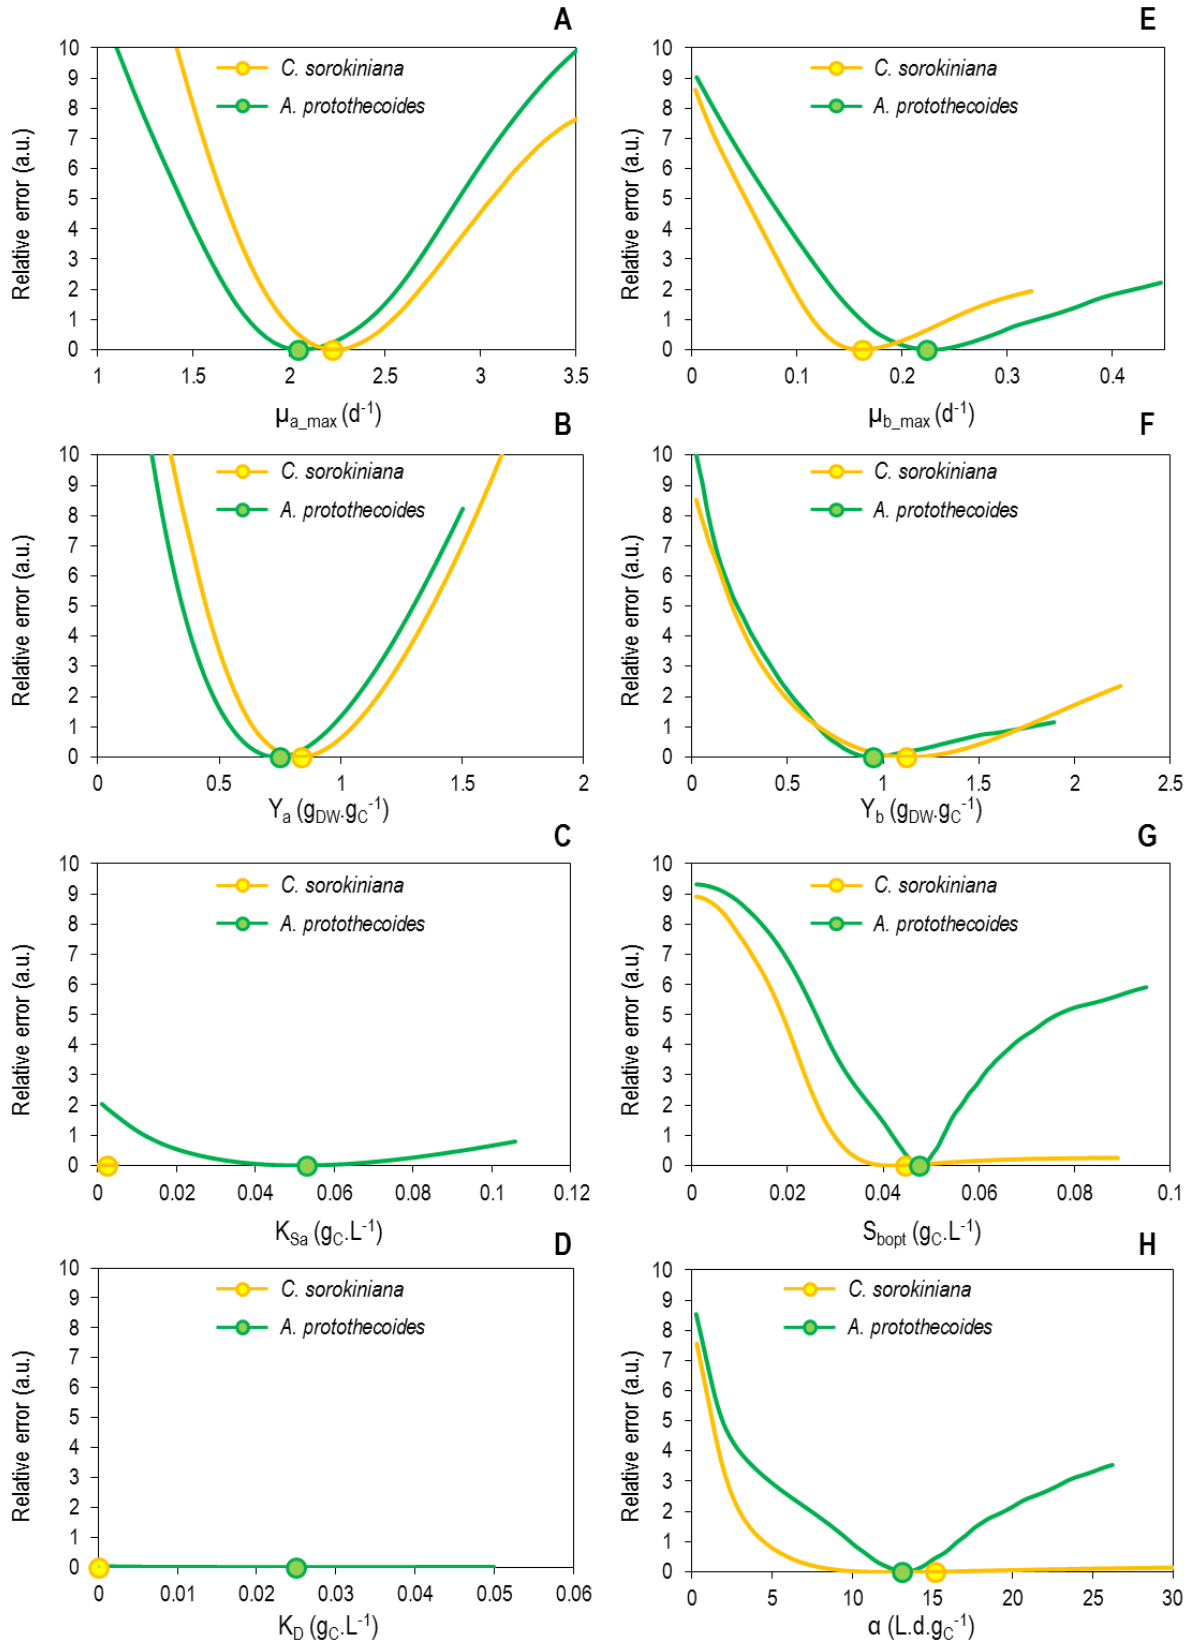 A
10
9
8
7
6
5
4
3
2
1
0
Relative error (a.u.)
C. sorokiniana
A. protothecoides
1 1.5 2 2.5 3 3.5
μa_max (d-1)
B
10
9
8
7
6
5
4
3
2
1
0
Relative error (a.u.)
C. sorokiniana
A. protothecoides
0 0.5 1 1.5 2
Ya (gDW.gC-1)
C
10
9
8
7
6
5
4
3
2
1
0
Relative error (a.u.)
C. sorokiniana
A. protothecoides
0 0.02 0.04 0.06 0.08 0.1 0.12
KSa (gC.L-1)
D
10
9
8
7
6
5
4
3
2
1
0
Relative error (a.u.)
C. sorokiniana
A. protothecoides
0 0.01 0.02 0.03 0.04 0.05 0.06
KD (gC.L-1)
E
10
9
8
7
6
5
4
3
2
1
0
Relative error (a.u.)
C. sorokiniana
A. protothecoides
0 0.1 0.2 0.3 0.4
μb_max (d-1)
F
10
9
8
7
6
5
4
3
2
1
0
Relative error (a.u.)
C. sorokiniana
A. protothecoides
0 0.5 1 1.5 2 2.5
Yb (gDW.gC-1)
G
10
9
8
7
6
5
4
3
2
1
0
Relative error (a.u.)
C. sorokiniana
A. protothecoides
0 0.02 0.04 0.06 0.08 0.1
Sbopt (gC.L-1)
H
10
9
8
7
6
5
4
3
2
1
0
Relative error (a.u.)
C. sorokiniana
A. protothecoides
0 5 10 15 20 25 30
α (L.d.gC-1)